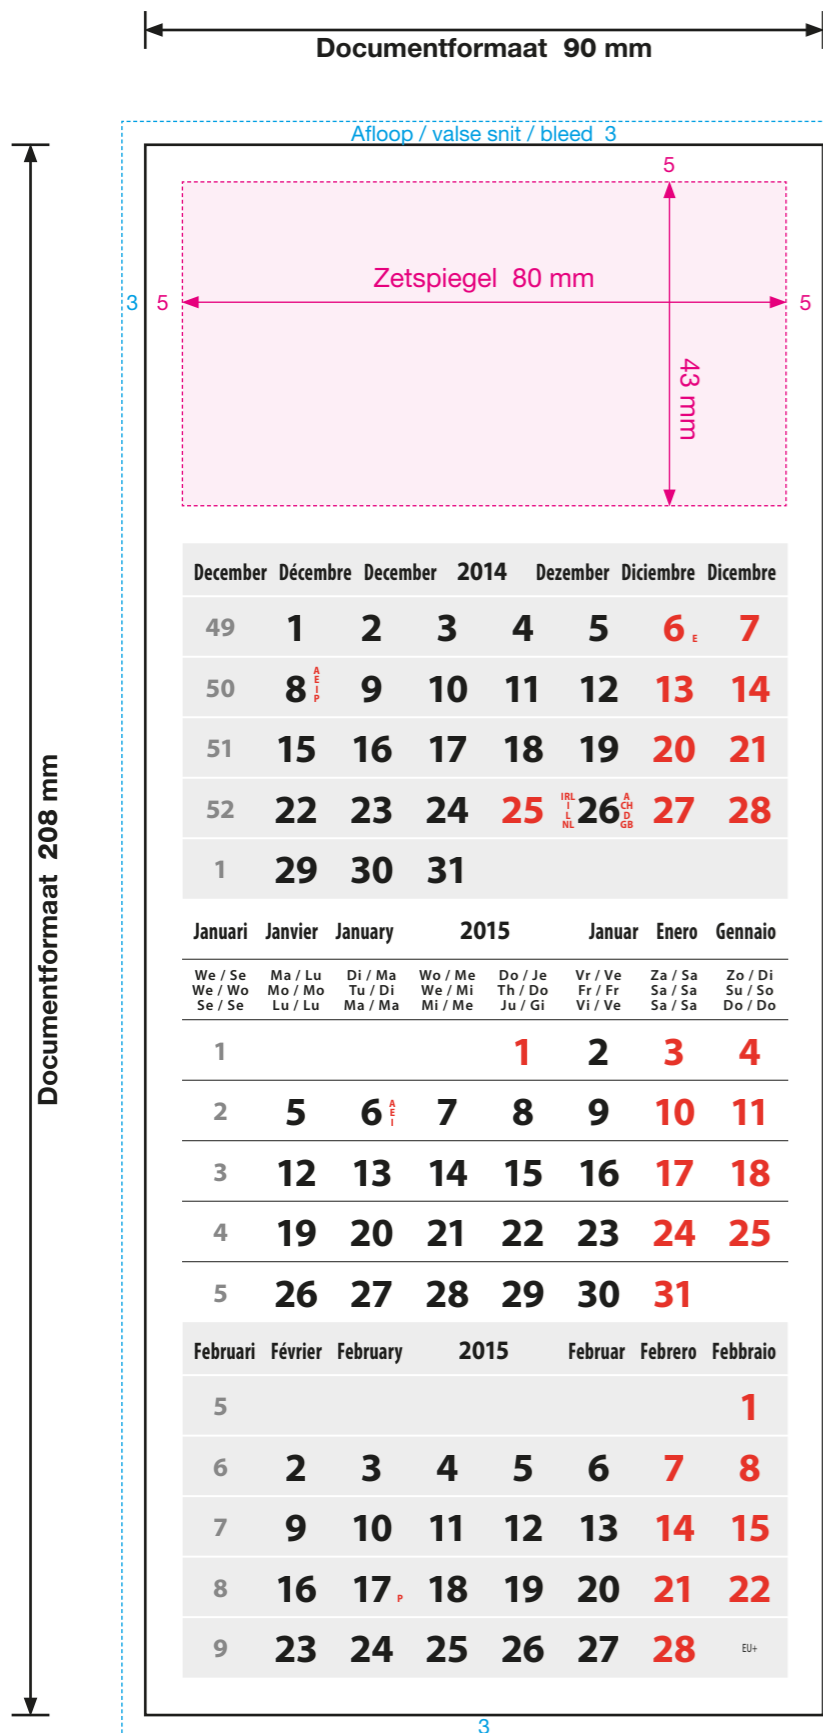 Documentformaat 90 mm
Afloop / valse snit / bleed 3
5
Zetspiegel 80 mm
3 5 5
43 mm
Documentformaat 208 mm
December Décembre December 2014 Dezember Diciembre Dicembre
49 1 2 3 4 5 6 E 7
50 8 A E I P 9 10 11 12 13 14
51 15 16 17 18 19 20 21
52 22 23 24 25 IRL I L NL 26 A CH D GB 27 28
1 29 30 31
Januari Janvier January 2015 Januar Enero Gennaio
We / Se Ma / Lu Di / Ma Wo / Me Do / Je Vr / Ve Za / Sa Zo / Di
We / Wo Mo / Mo Tu / Di We / Mi Th / Do Fr / Fr Sa / Sa Su / So
Se / Se Lu / Lu Ma / Ma Mi / Me Ju / Gi Vi / Ve Sa / Sa Do / Do
1 1 2 3 4
2 5 6 A E I 7 8 9 10 11
3 12 13 14 15 16 17 18
4 19 20 21 22 23 24 25
5 26 27 28 29 30 31
Februari Février February 2015 Februar Febrero Febbraio
5 1
6 2 3 4 5 6 7 8
7 9 10 11 12 13 14 15
8 16 17 P 18 19 20 21 22
9 23 24 25 26 27 28 EU+
3